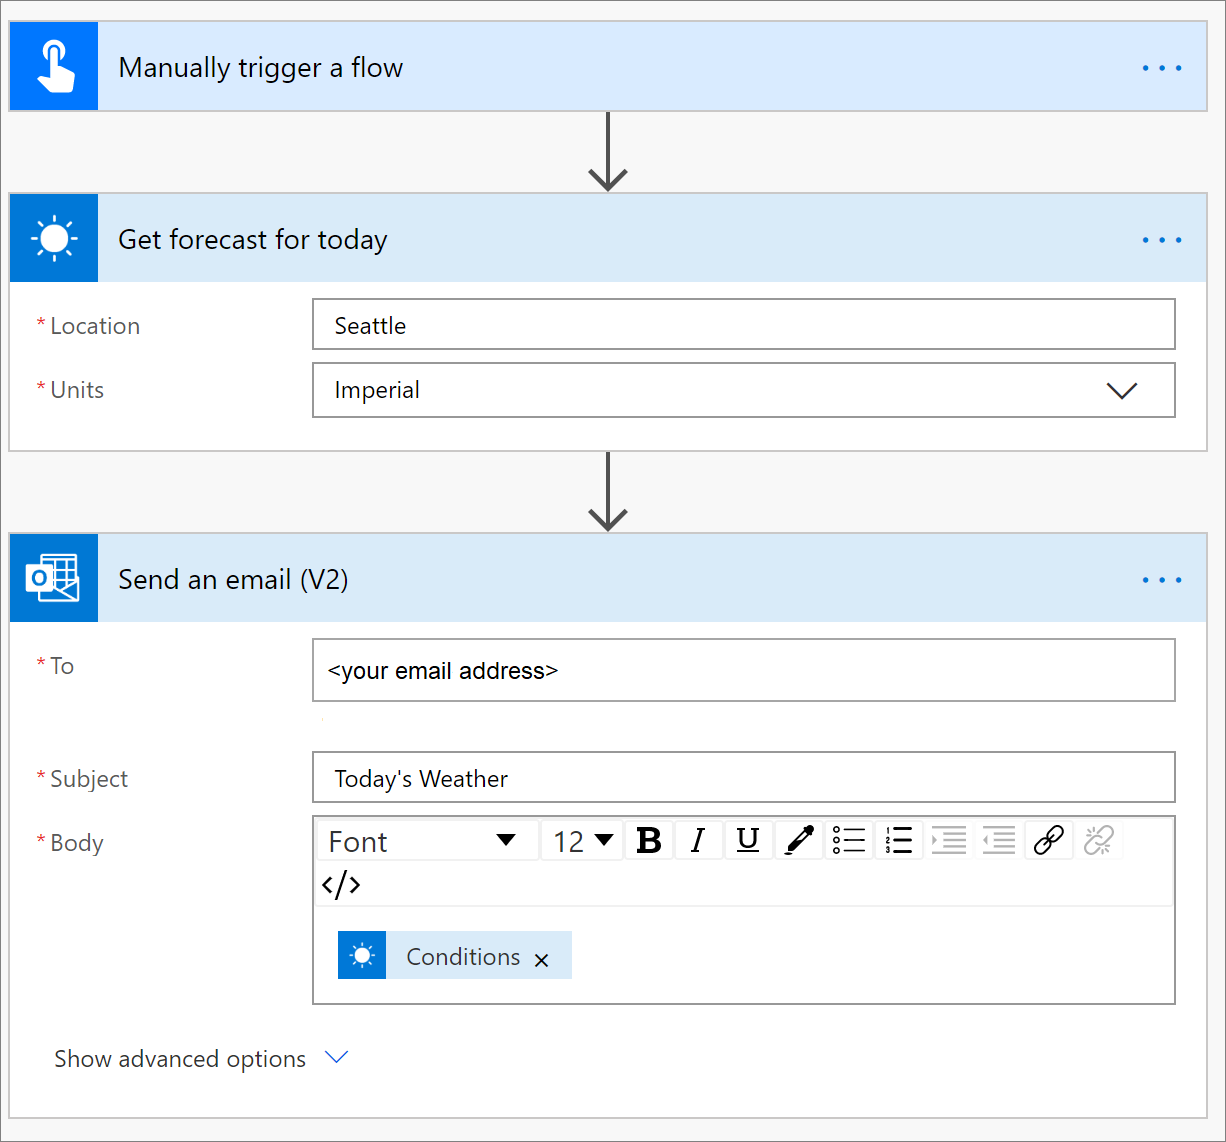 Manually trigger a flow
Get forecast for today
* Location
Seattle
* Units
Imperial
Send an email (V2)
* To
<your email address>
* Subject
Today's Weather
* Body
Font 12 B I U
</>
Conditions ×
Show advanced options